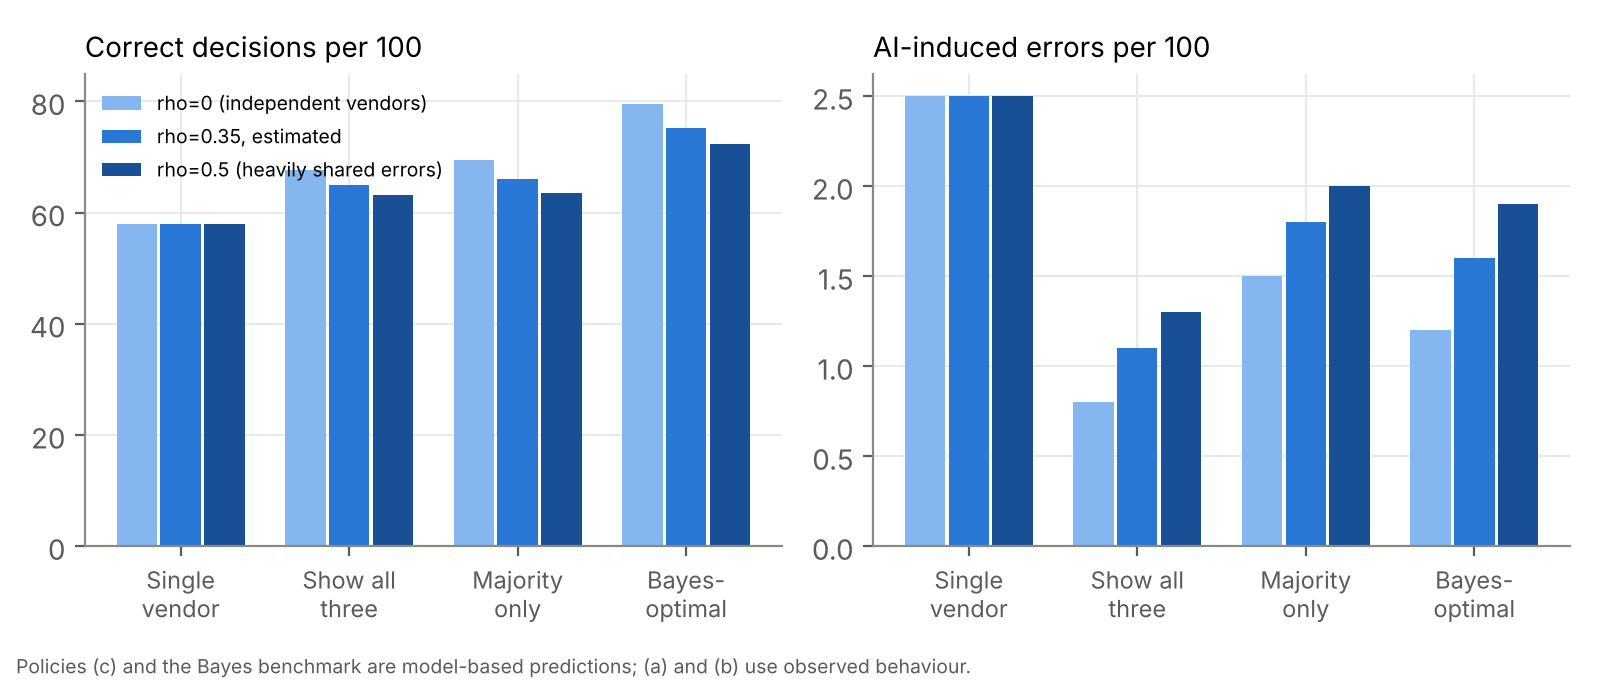 Correct decisions per 100
80
60
40
20
0
rho=0 (independent vendors)
rho=0.35, estimated
rho=0.5 (heavily shared errors)
Single
vendor
Show all
three
Majority
only
Bayes-
optimal
AI-induced errors per 100
2.5
2.0
1.5
1.0
0.5
0.0
Single
vendor
Show all
three
Majority
only
Bayes-
optimal
Policies (c) and the Bayes benchmark are model-based predictions; (a) and (b) use observed behaviour.